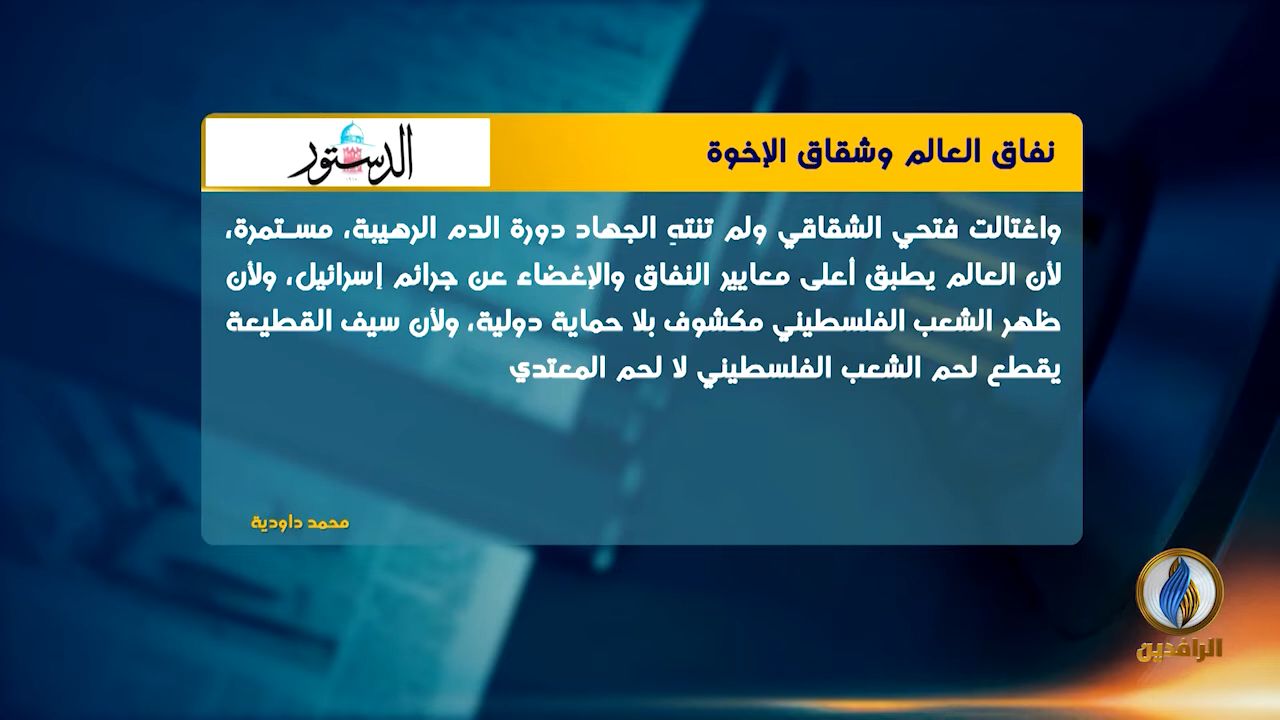 نفاق العالم وشقاق الإخوة
الدستور
واغتالت فتحي الشقاقي ولم تنتهِ الجهاد دورة الدم الرهيبة، مستمرة،
لأن العالم يطبق أعلى معايير النفاق والإغضاء عن جرائم إسرائيل، ولأن
ظهر الشعب الفلسطيني مكشوف بلا حماية دولية، ولأن سيف القطيعة
يقطع لحم الشعب الفلسطيني لا لحم المعتدي
محمد داودية
الرافدين